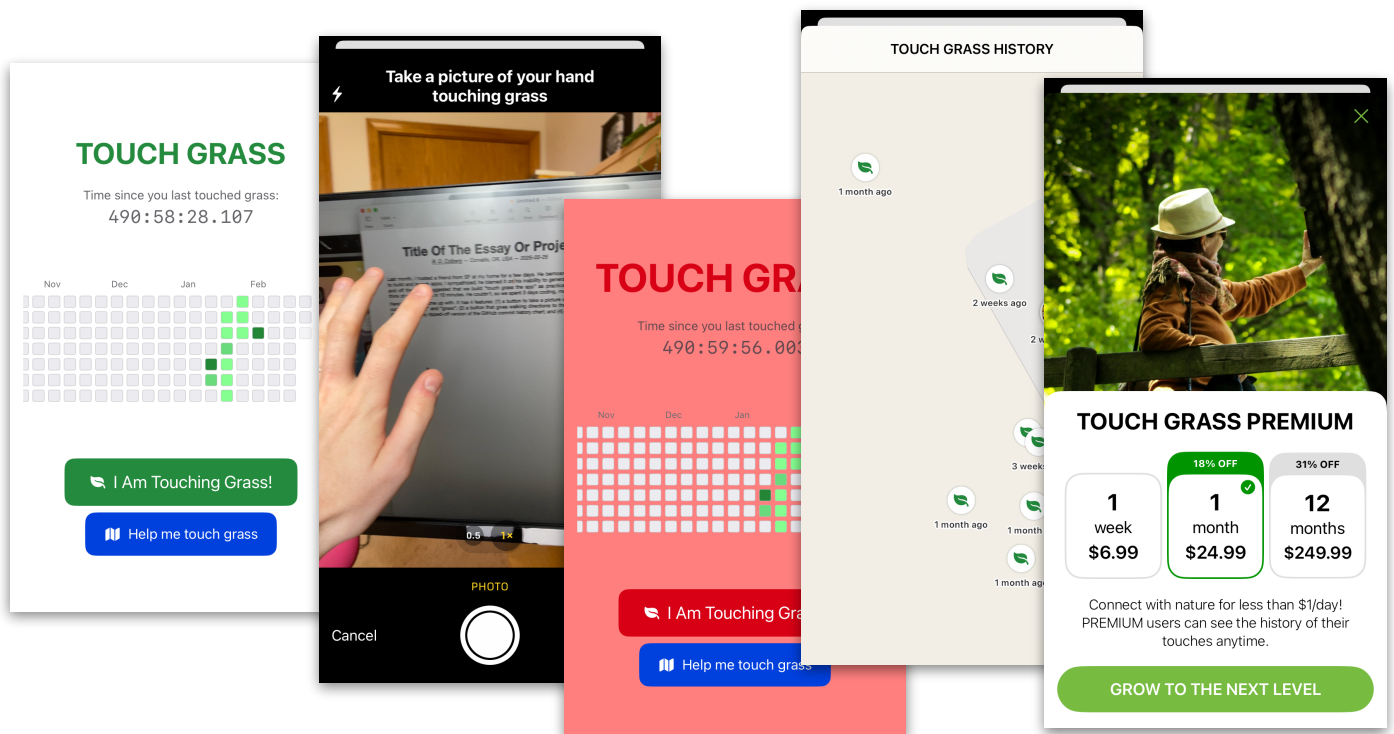 TOUCH GRASS
Time since you last touched grass:
490:58:28.107
Nov Dec Jan Feb
I Am Touching Grass!
Help me touch grass
Take a picture of your hand
touching grass
Title Of The Essay Or Proje
0.5 1×
PHOTO
Cancel
TOUCH GRA
Time since you last touched g
490:59:56.003
Nov Dec Jan
I Am Touching Gra
Help me touch grass
TOUCH GRASS HISTORY
1 month ago
2 weeks ago
2 w
3 weeks
1 month ago
1 month
1 month ago
TOUCH GRASS PREMIUM
18% OFF
31% OFF
1
week
$6.99
1
month
$24.99
12
months
$249.99
Connect with nature for less than $1/day!
PREMIUM users can see the history of their
touches anytime.
GROW TO THE NEXT LEVEL